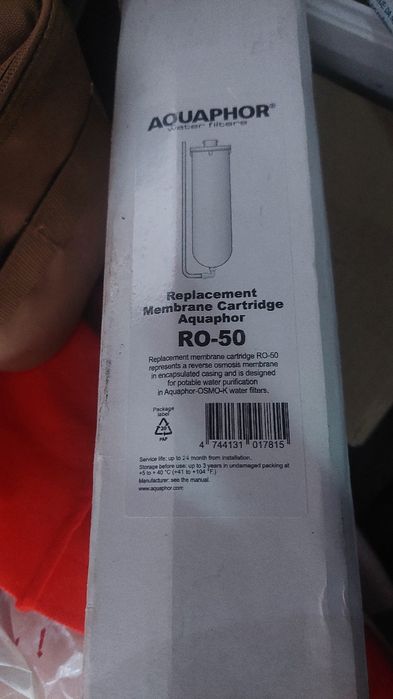 AQUAPHOR®
water filters
Replacement
Membrane Cartridge
Aquaphor
RO-50
Replacement membrane cartridge RO-50
represents a reverse osmosis membrane
in encapsulated casing and is designed
for potable water purification
in Aquaphor-OSMO-K water filters.
Package
label
20
PAP
4 744131 017815
Service life: up to 24 month from installation.
Storage before use: up to 3 years in undamaged packing at
+5 to + 40 °C (+41 to +104 °F.)
Manufacturer: see the manual.
www.aquaphor.com